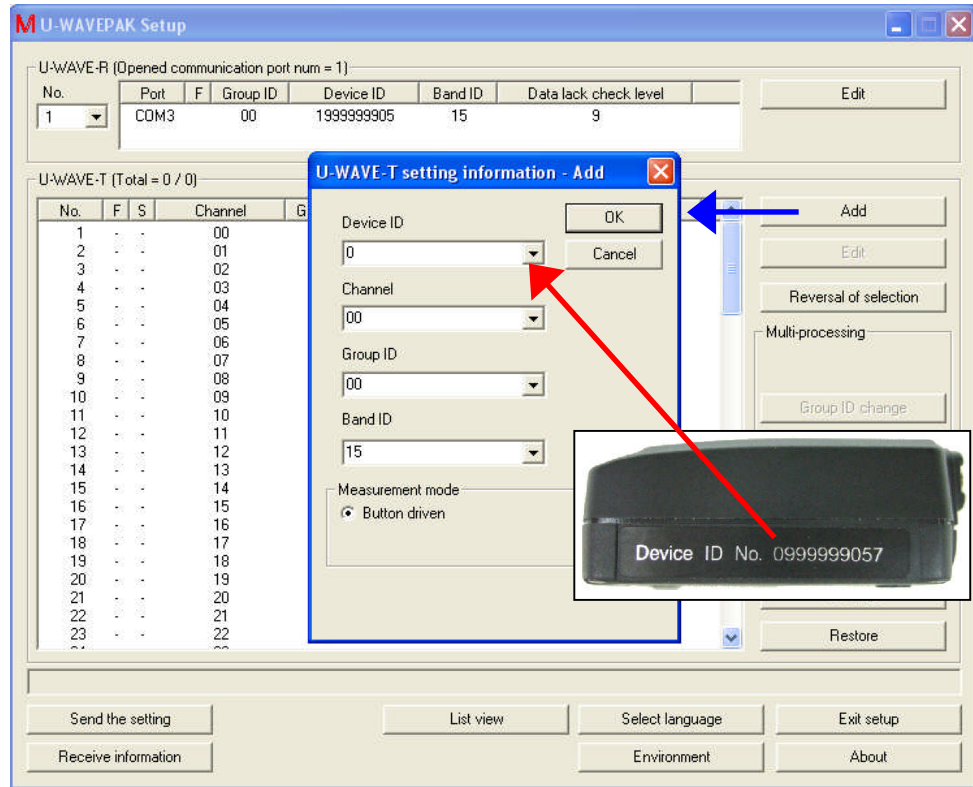 M U-WAVEPAK Setup
U-WAVE-R (Opened communication port num = 1)
No. Port F Group ID Device ID Band ID Data lack check level
1 COM3 00 1999999905 15 9
Edit
U-WAVE-T (Total = 0 / 0)
No. F S Channel G
1 - - 00
2 - - 01
3 - - 02
4 - - 03
5 - - 04
6 - - 05
7 - - 06
8 - - 07
9 - - 08
10 - - 09
11 - - 10
12 - - 11
13 - - 12
14 - - 13
15 - - 14
16 - - 15
17 - - 16
18 - - 17
19 - - 18
20 - - 19
21 - - 20
22 - - 21
23 - - 22
U-WAVE-T setting information - Add
Device ID
0
Channel
00
Group ID
00
Band ID
15
Measurement mode
Button driven
OK
Cancel
Add
Edit
Reversal of selection
Multi-processing
Group ID change
Device ID No. 0999999057
Restore
Send the setting
List view
Select language
Exit setup
Receive information
Environment
About